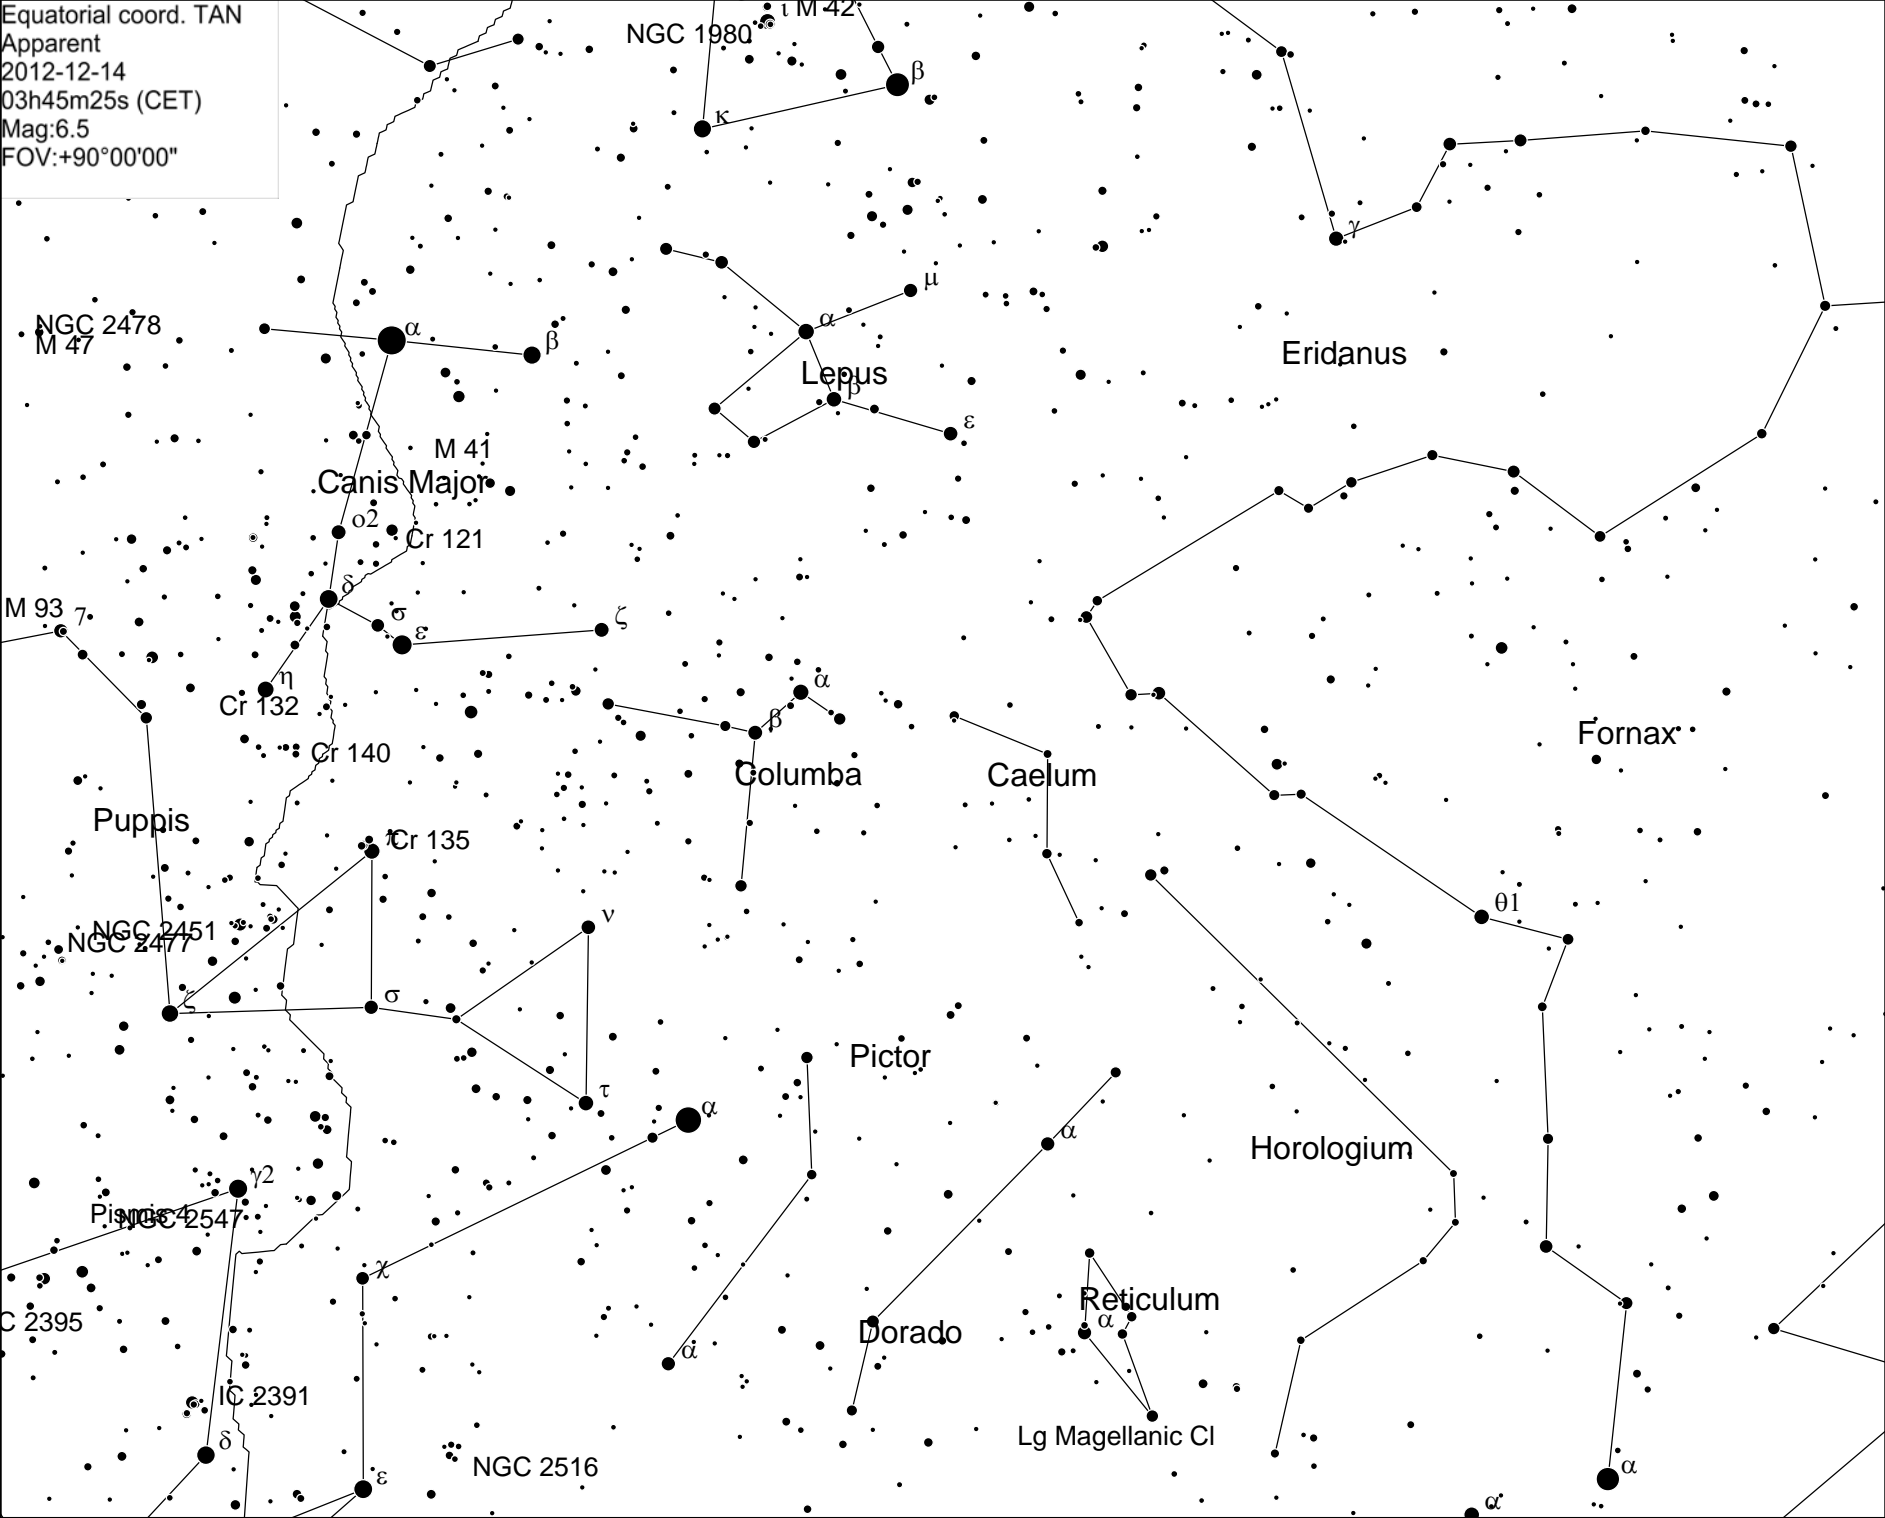 Equatorial coord. TAN
Apparent
2012-12-14
03h45m25s (CET)
Mag:6.5
FOV:+90°00'00"
ι M 42
NGC 1980
β
κ
γ
μ
NGC 2478
M 47
α
β
α
Eridanus
Lepus
β
ε
M 41
Canis Major
ο2
Cr 121
δ
M 93
7
σ
ε
ζ
η
Cr 132
α
β
Fornax
Cr 140
Columba
Caelum
Puppis
π
Cr 135
θ1
ν
NGC 2451
NGC 2477
ζ
σ
Pictor
τ
α
α
Horologium
γ2
Pismis 4
NGC 2547
χ
Reticulum
α
C 2395
Dorado
α
IC 2391
Lg Magellanic Cl
δ
NGC 2516
ε
α
α